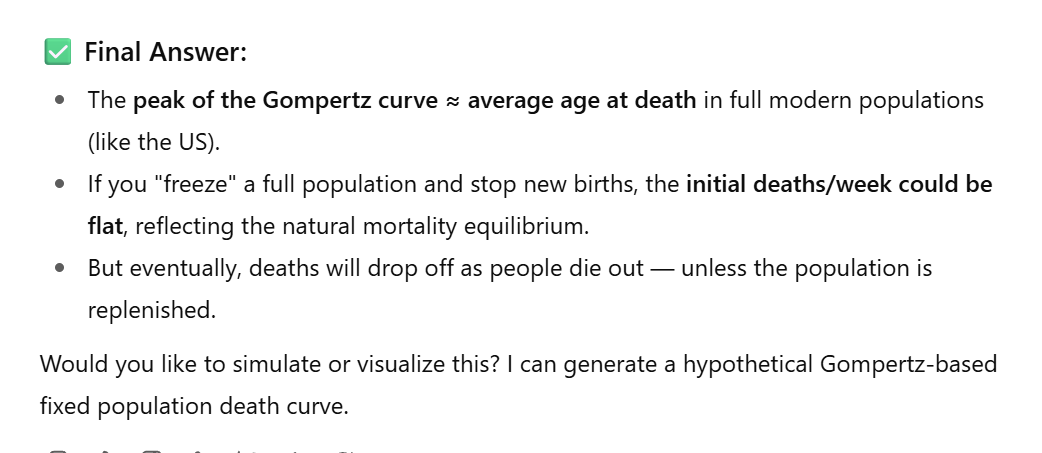 ✅ Final Answer:
• The peak of the Gompertz curve ≈ average age at death in full modern populations
(like the US).
• If you "freeze" a full population and stop new births, the initial deaths/week could be
flat, reflecting the natural mortality equilibrium.
• But eventually, deaths will drop off as people die out — unless the population is
replenished.
Would you like to simulate or visualize this? I can generate a hypothetical Gompertz-based
fixed population death curve.